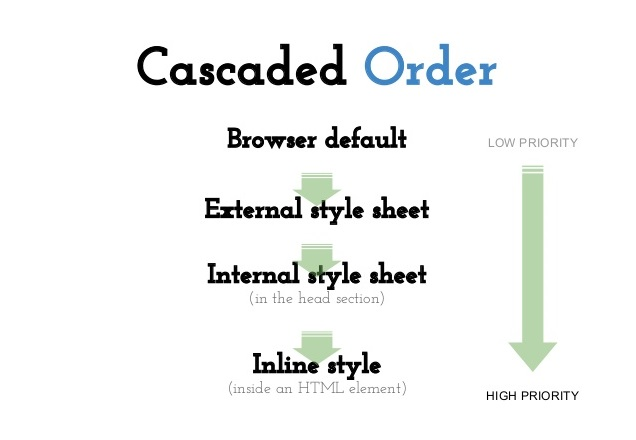 Cascaded Order
Browser default
LOW PRIORITY
External style sheet
Internal style sheet
(in the head section)
Inline style
(inside an HTML element)
HIGH PRIORITY